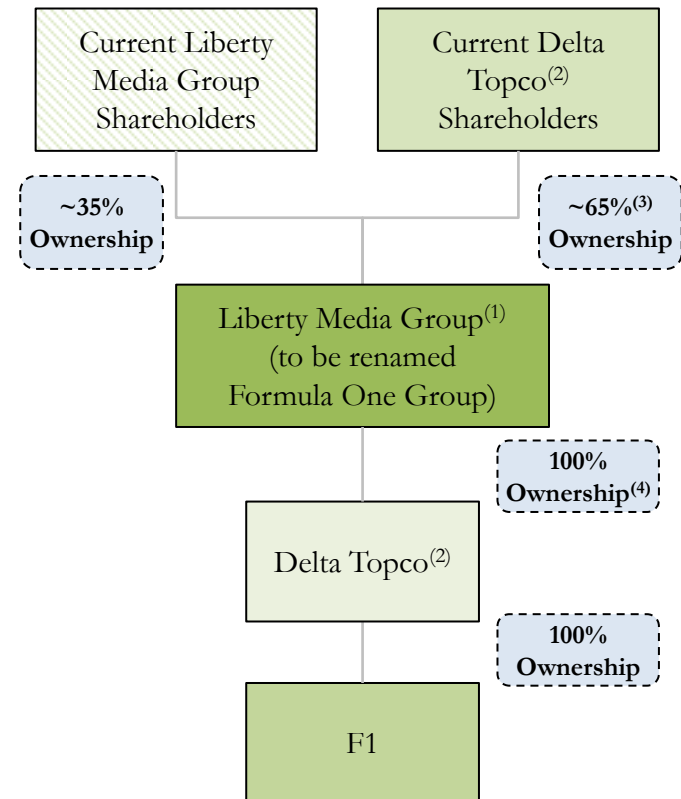 Current Liberty
Media Group
Shareholders
Current Delta
Topco(2)
Shareholders
~35%
Ownership
~65%(3)
Ownership
Liberty Media Group(1)
(to be renamed
Formula One Group)
100%
Ownership(4)
Delta Topco(2)
100%
Ownership
F1